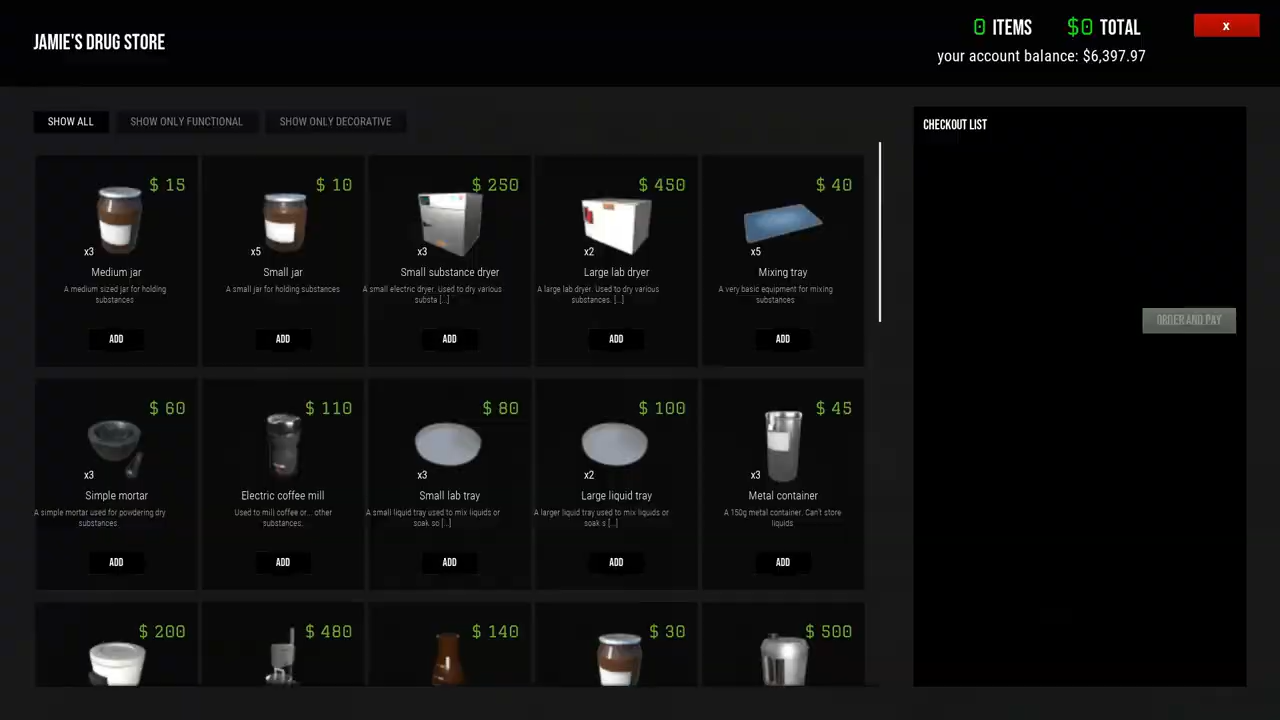 JAMIE'S DRUG STORE
0 ITEMS $0 TOTAL
x
your account balance: $6,397.97
SHOW ALL
SHOW ONLY FUNCTIONAL
SHOW ONLY DECORATIVE
CHECKOUT LIST
ORDER AND PAY
$ 15
x3
Medium jar
A medium sized jar for holding
substances
ADD
$ 10
x5
Small jar
A small jar for holding substances
ADD
$ 250
x3
Small substance dryer
A small electric dryer. Used to dry various
substa [...]
ADD
$ 450
x2
Large lab dryer
A large lab dryer. Used to dry various
substances. [...]
ADD
$ 40
x5
Mixing tray
A very basic equipment for mixing
substances
ADD
$ 60
x3
Simple mortar
A simple mortar used for powdering dry
substances
ADD
$ 110
Electric coffee mill
Used to mill coffee or... other
substances.
ADD
$ 80
x3
Small lab tray
A small liquid tray used to mix liquids or
soak so [...]
ADD
$ 100
x2
Large liquid tray
A larger liquid tray used to mix liquids or
soak s [...]
ADD
$ 45
x3
Metal container
A 150g metal container. Can't store
liquids
ADD
$ 200
$ 480
$ 140
$ 30
$ 500